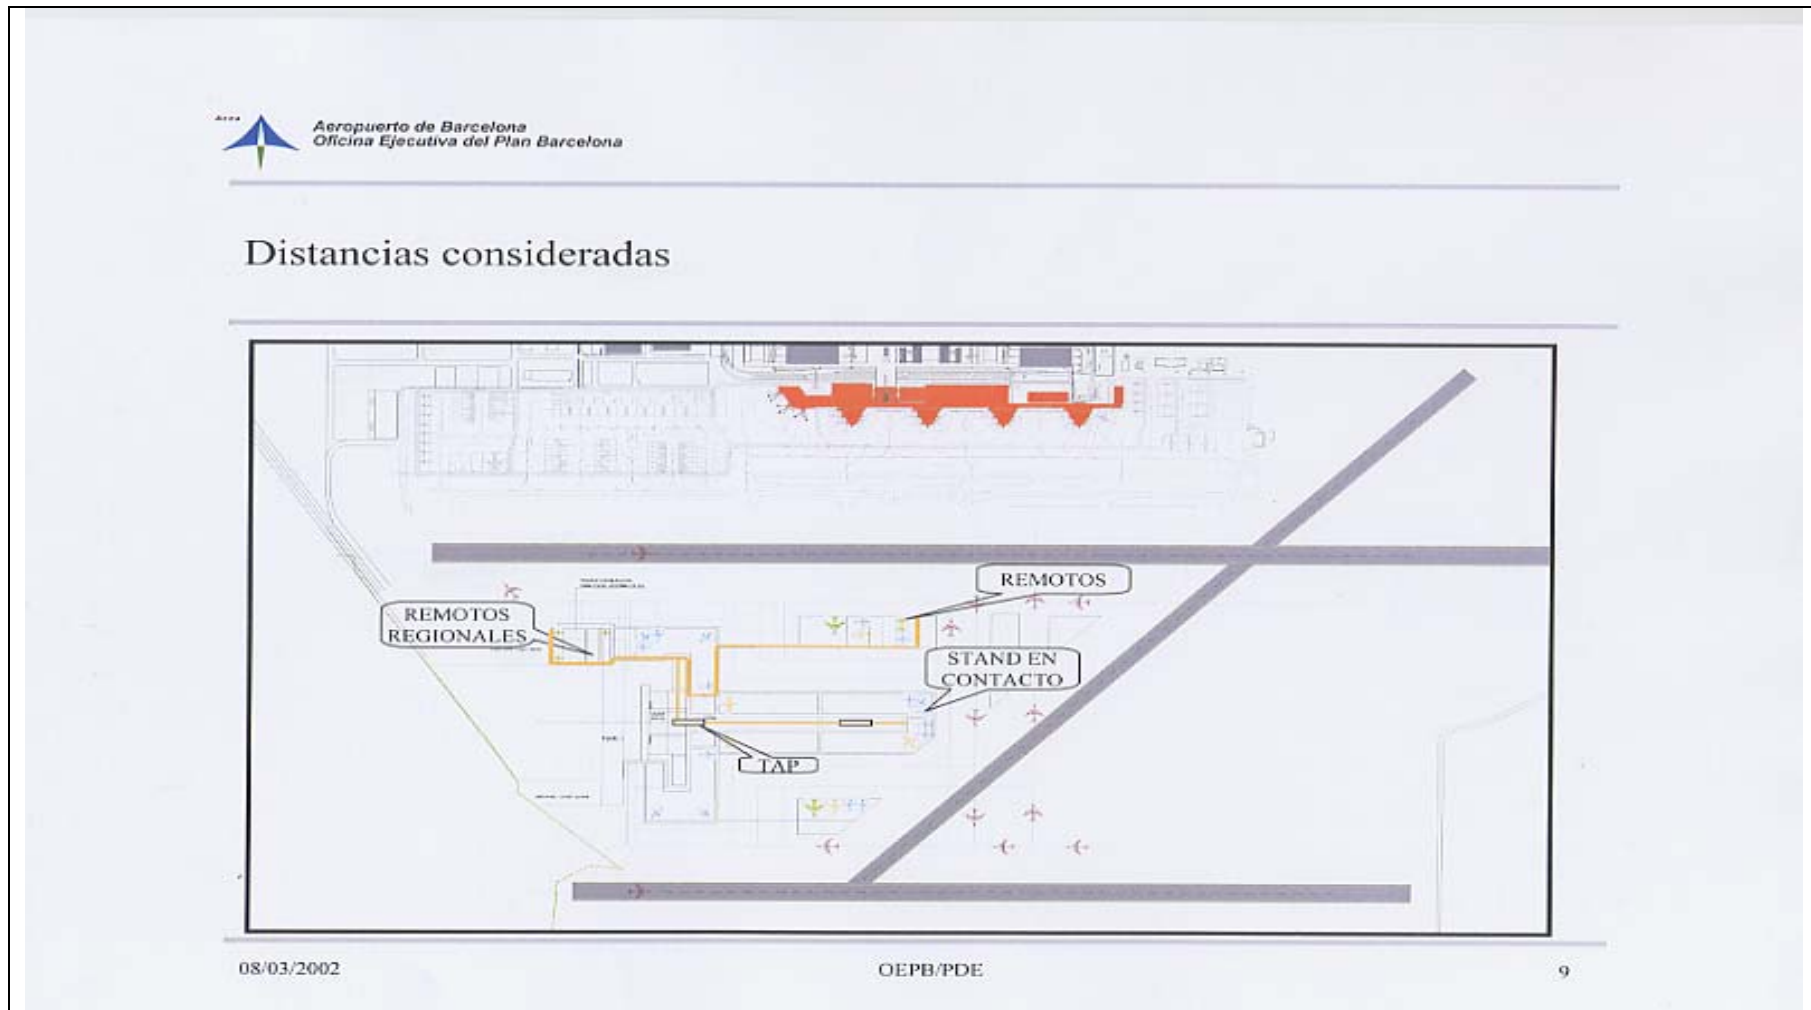 Aena
Aeropuerto de Barcelona
Oficina Ejecutiva del Plan Barcelona
Distancias consideradas
REMOTOS
REMOTOS
REGIONALES
STAND EN
CONTACTO
TAP
08/03/2002
OEPB/PDE
9